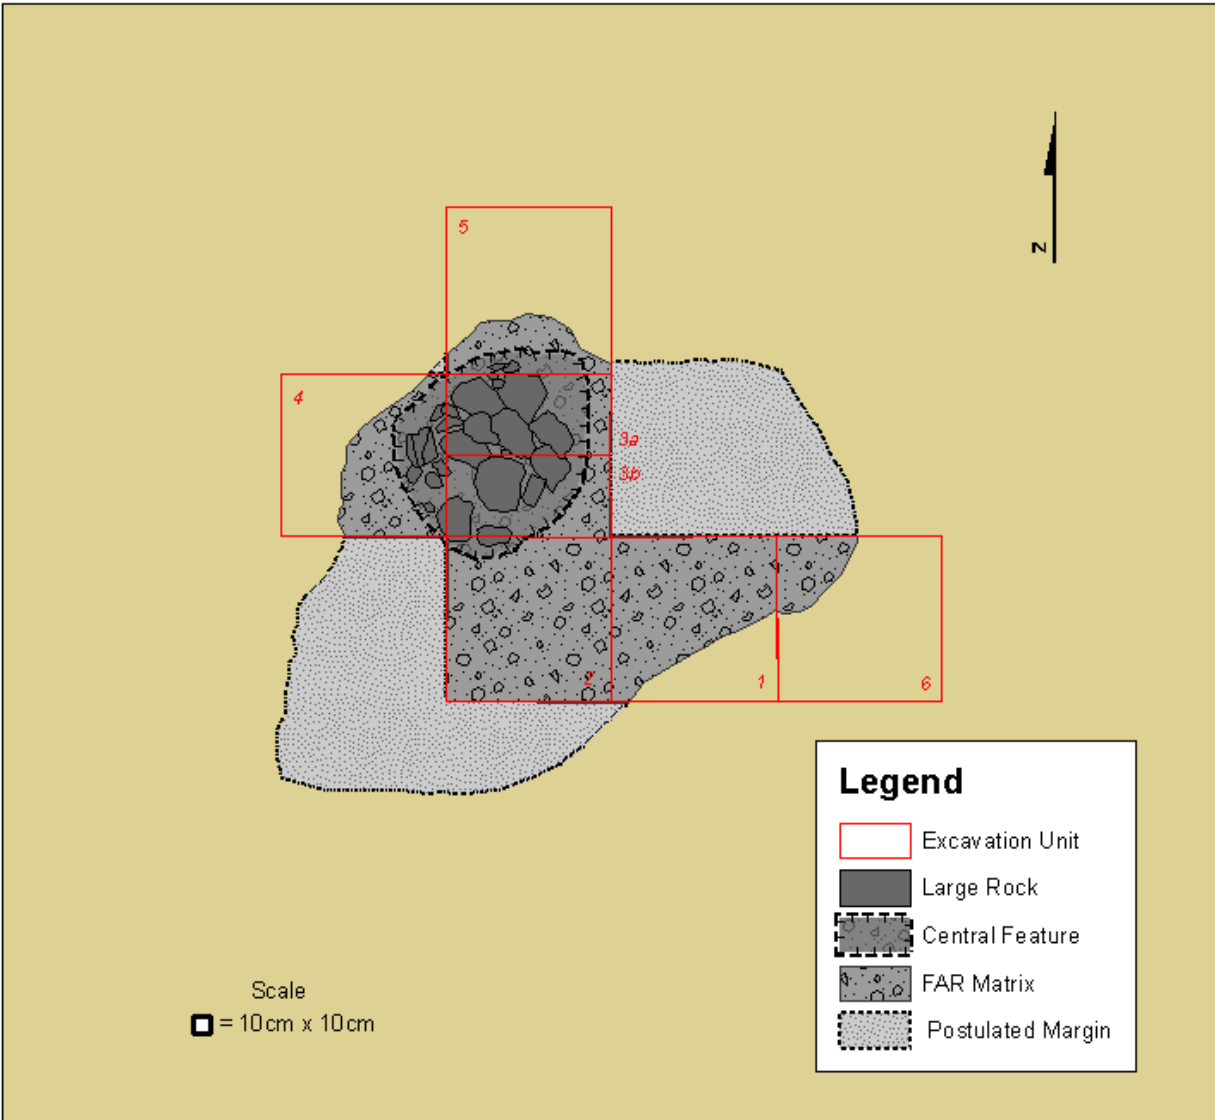 5
N
4
3a
3b
2
1
6
Legend
Excavation Unit
Large Rock
Central Feature
FAR Matrix
Postulated Margin
Scale
= 10cm x 10cm